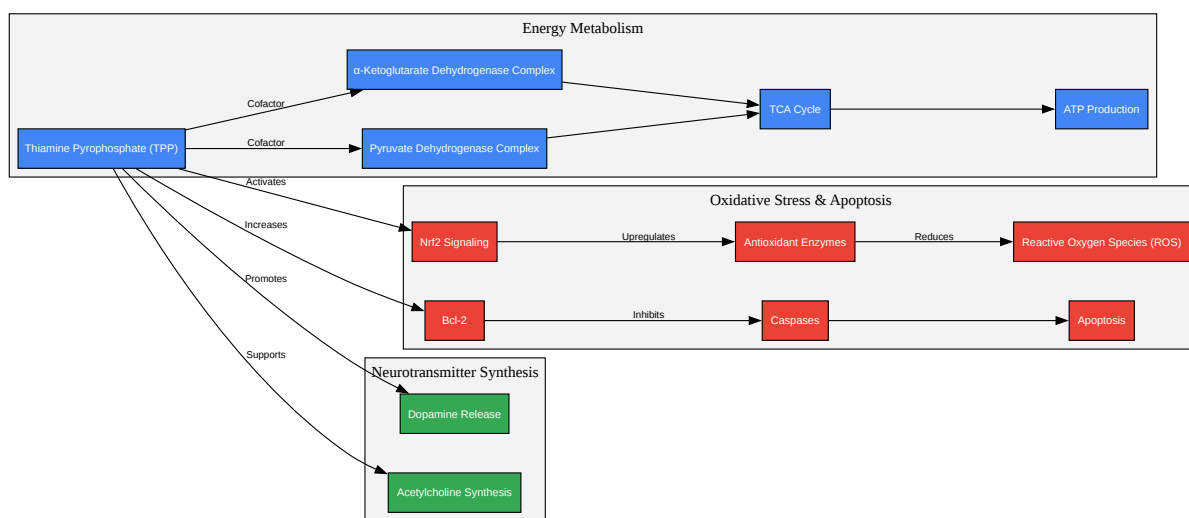 Energy Metabolism
α-Ketoglutarate Dehydrogenase Complex
Cofactor
TCA Cycle
ATP Production
Thiamine Pyrophosphate (TPP)
Cofactor
Pyruvate Dehydrogenase Complex
Activates
Oxidative Stress & Apoptosis
Increases
Nrf2 Signaling
Upregulates
Antioxidant Enzymes
Reduces
Reactive Oxygen Species (ROS)
Promotes
Bcl-2
Inhibits
Caspases
Apoptosis
Supports
Neurotransmitter Synthesis
Dopamine Release
Acetylcholine Synthesis